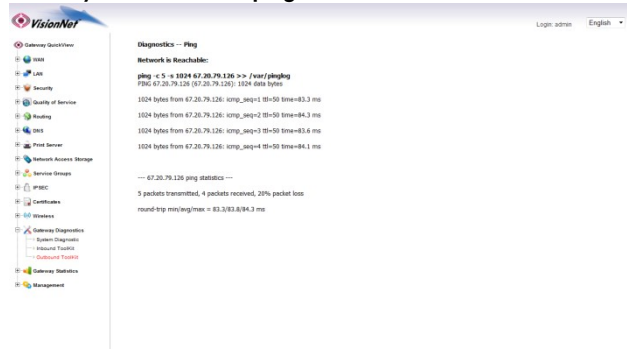 VisionNet
Login: admin
English
Gateway QuickView
WAN
LAN
Security
Quality of Service
Routing
DNS
Print Server
Network Access Storage
Service Groups
IPSEC
Certificates
Wireless
Gateway Diagnostics
System Diagnostic
Inbound ToolKit
Outbound ToolKit
Gateway Statistics
Management
Diagnostics -- Ping
Network is Reachable:
ping -c 5 -s 1024 67.20.79.126 >> /var/pinglog
PING 67.20.79.126 (67.20.79.126): 1024 data bytes
1024 bytes from 67.20.79.126: icmp_seq=1 ttl=50 time=83.3 ms
1024 bytes from 67.20.79.126: icmp_seq=2 ttl=50 time=84.3 ms
1024 bytes from 67.20.79.126: icmp_seq=3 ttl=50 time=83.6 ms
1024 bytes from 67.20.79.126: icmp_seq=4 ttl=50 time=84.1 ms
--- 67.20.79.126 ping statistics ---
5 packets transmitted, 4 packets received, 20% packet loss
round-trip min/avg/max = 83.3/83.8/84.3 ms